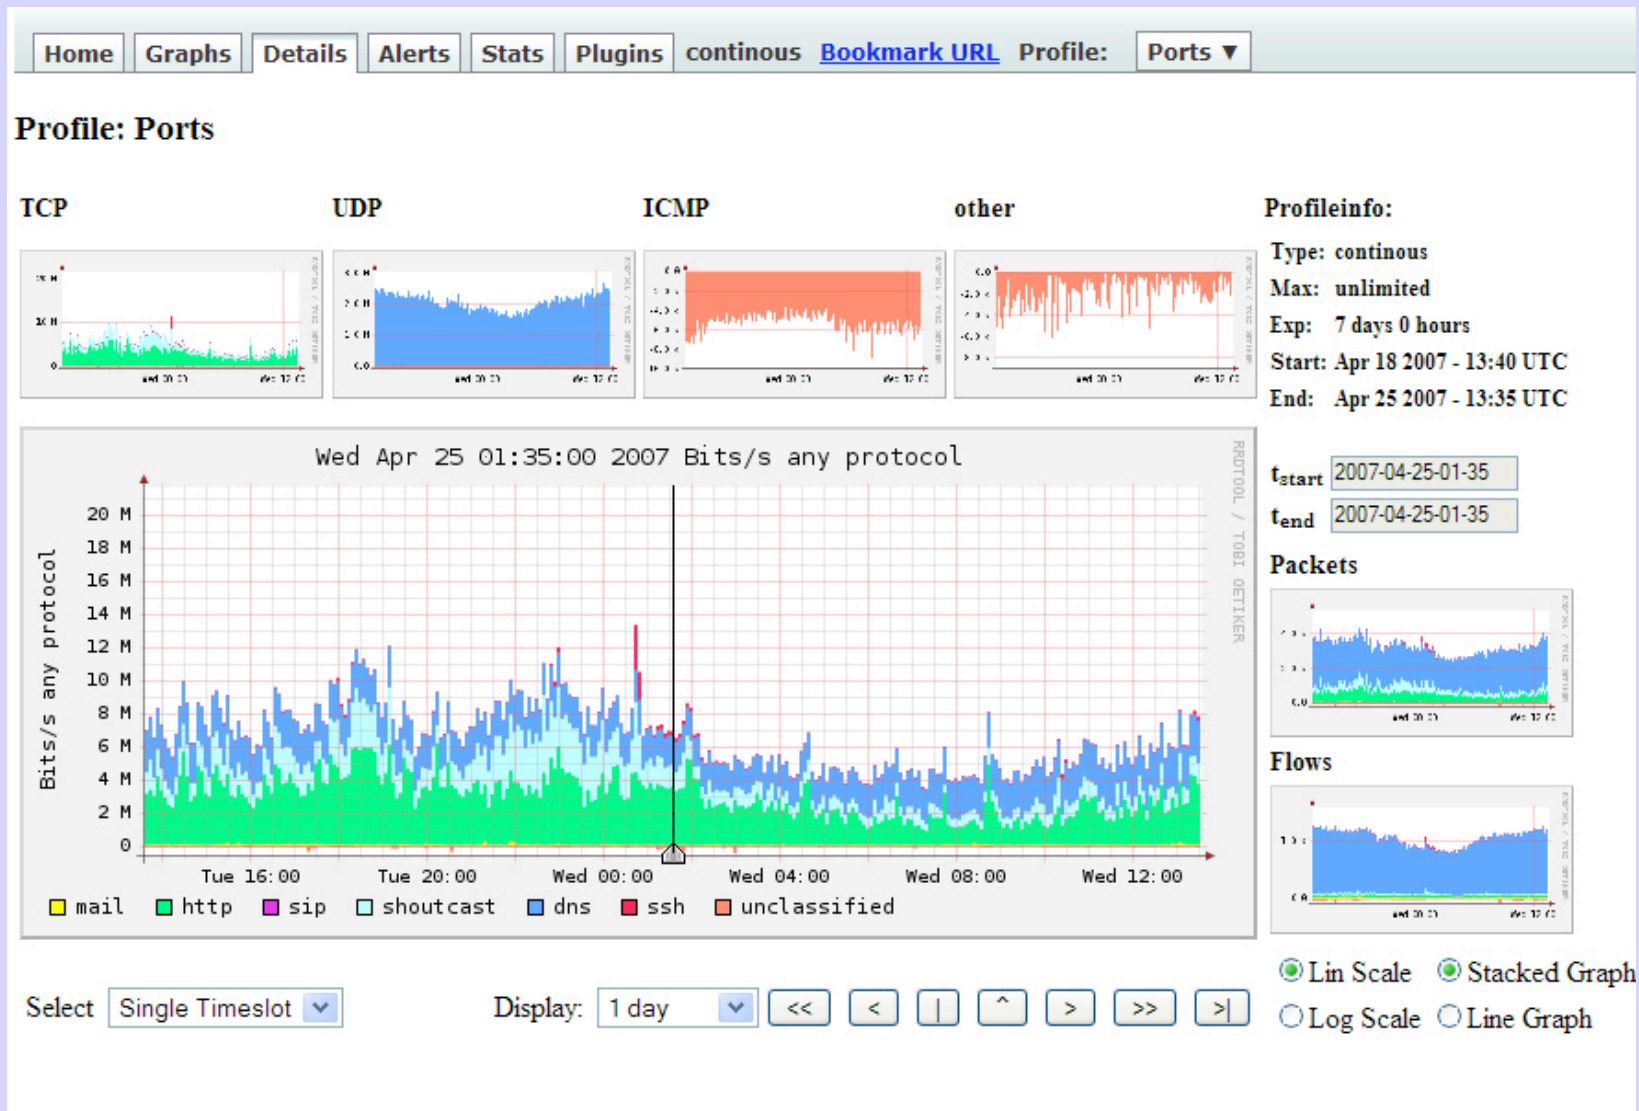 Home Graphs Details Alerts Stats Plugins continous Bookmark URL Profile: Ports ▼
Profile: Ports
TCP UDP ICMP other Profileinfo:
Type: continous
Max: unlimited
Exp: 7 days 0 hours
Start: Apr 18 2007 - 13:40 UTC
End: Apr 25 2007 - 13:35 UTC
Wed Apr 25 01:35:00 2007 Bits/s any protocol
RRDTOOL / TOBI OETIKER
Bits/s any protocol
20 M
18 M
16 M
14 M
12 M
10 M
8 M
6 M
4 M
2 M
0
Tue 16:00 Tue 20:00 Wed 00:00 Wed 04:00 Wed 08:00 Wed 12:00
mail http sip shoutcast dns ssh unclassified
tstart 2007-04-25-01-35
tend 2007-04-25-01-35
Packets
Flows
Lin Scale Stacked Graph
Log Scale Line Graph
Select Single Timeslot Display: 1 day << < | ^ > >> >|